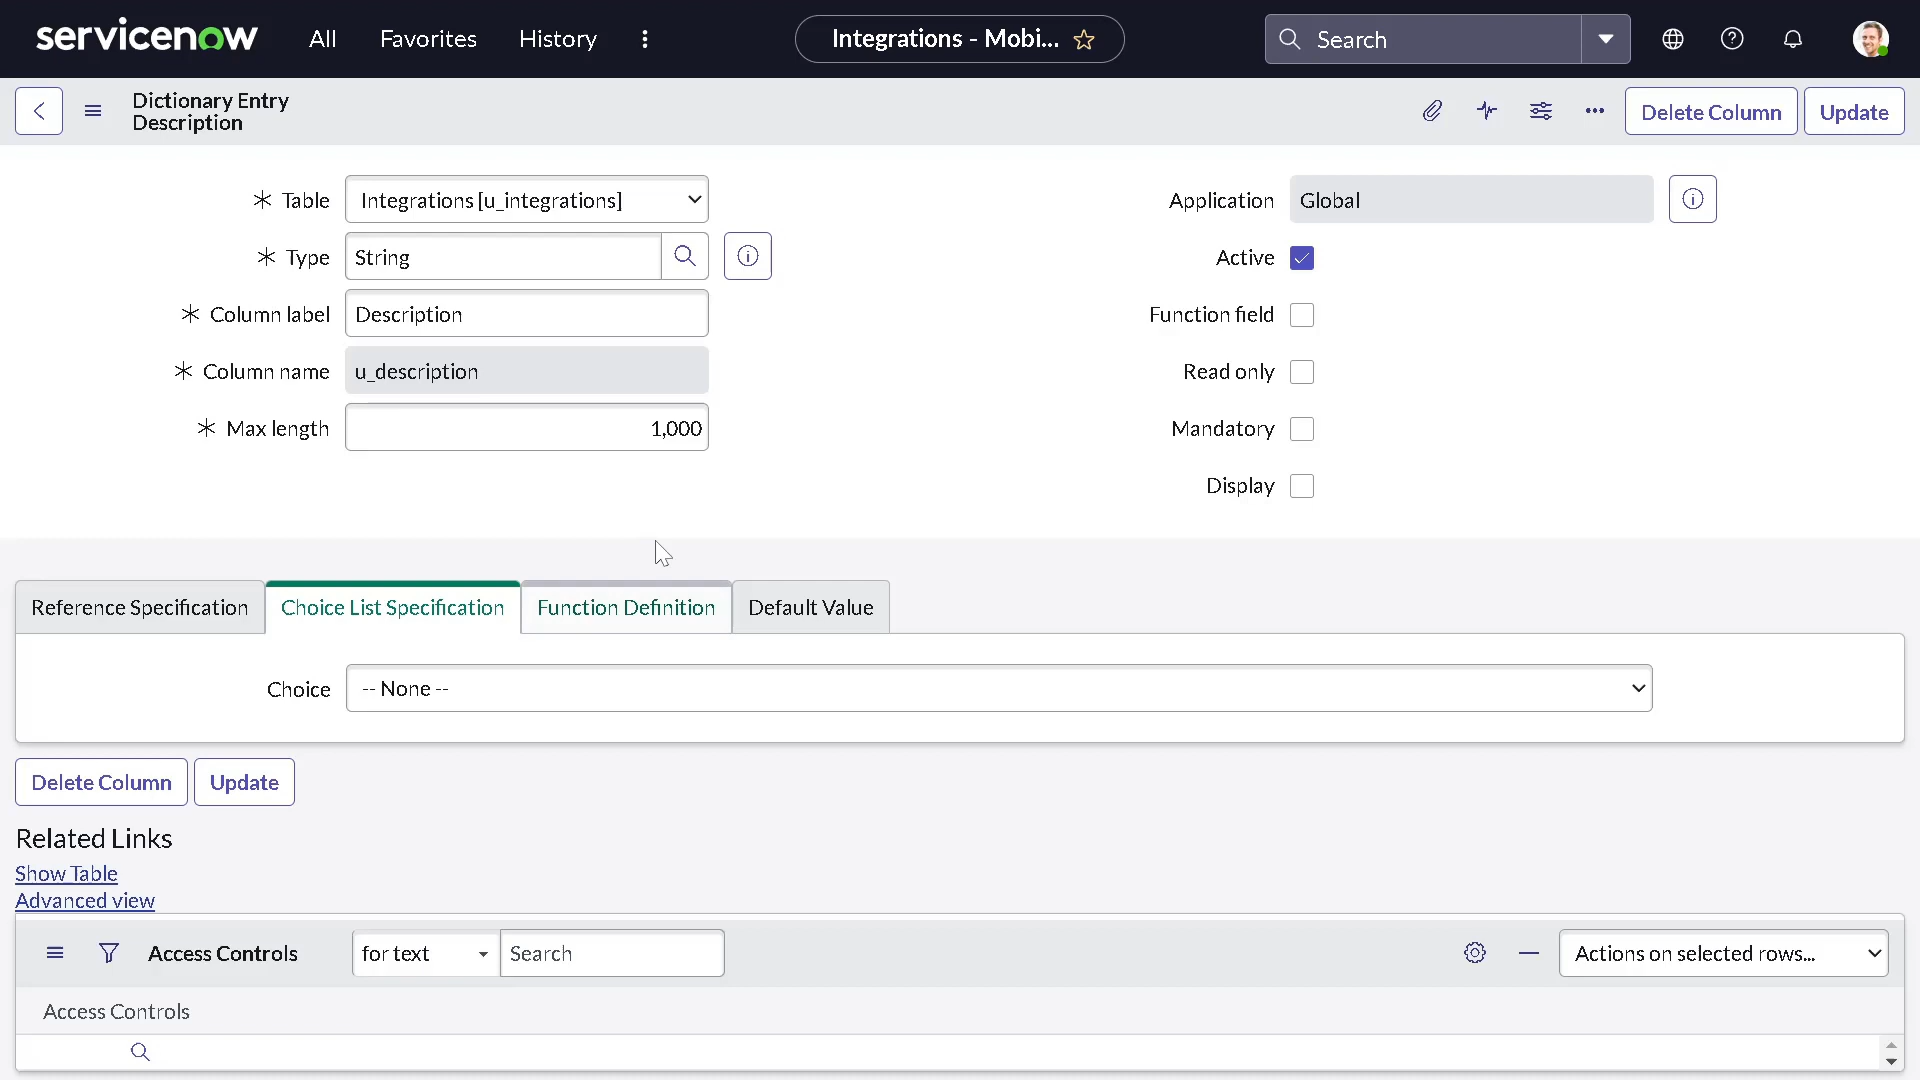 servicenow All Favorites History Integrations - Mobi... Search
Dictionary Entry
Description
Delete Column Update
Table Integrations [u_integrations]
Type String
Column label Description
Column name u_description
Max length 1,000
Application Global
Active
Function field
Read only
Mandatory
Display
Reference Specification Choice List Specification Function Definition Default Value
Choice -- None --
Delete Column Update
Related Links
Show Table
Advanced view
Access Controls for text Search Actions on selected rows...
Access Controls